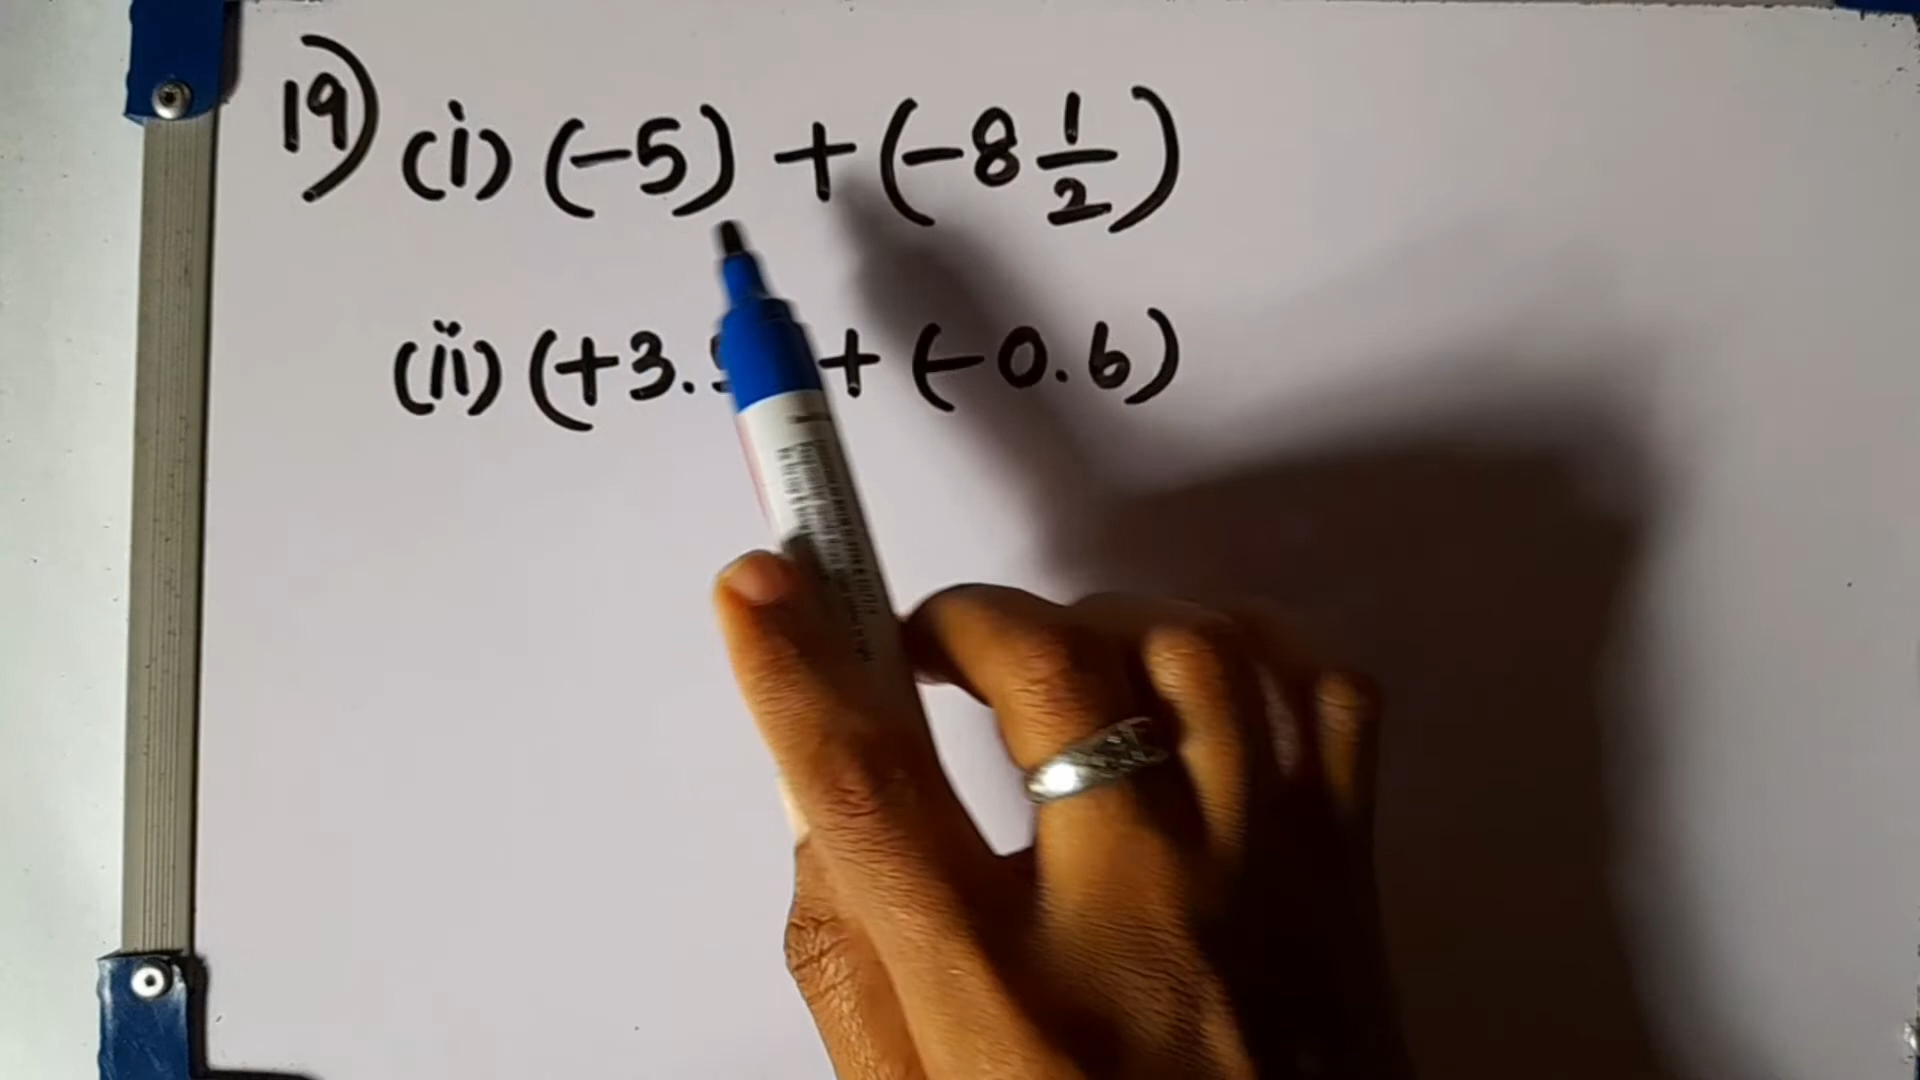 19) (i) (-5) + (-8 1/2)
(ii) (+3. + (-0.6)